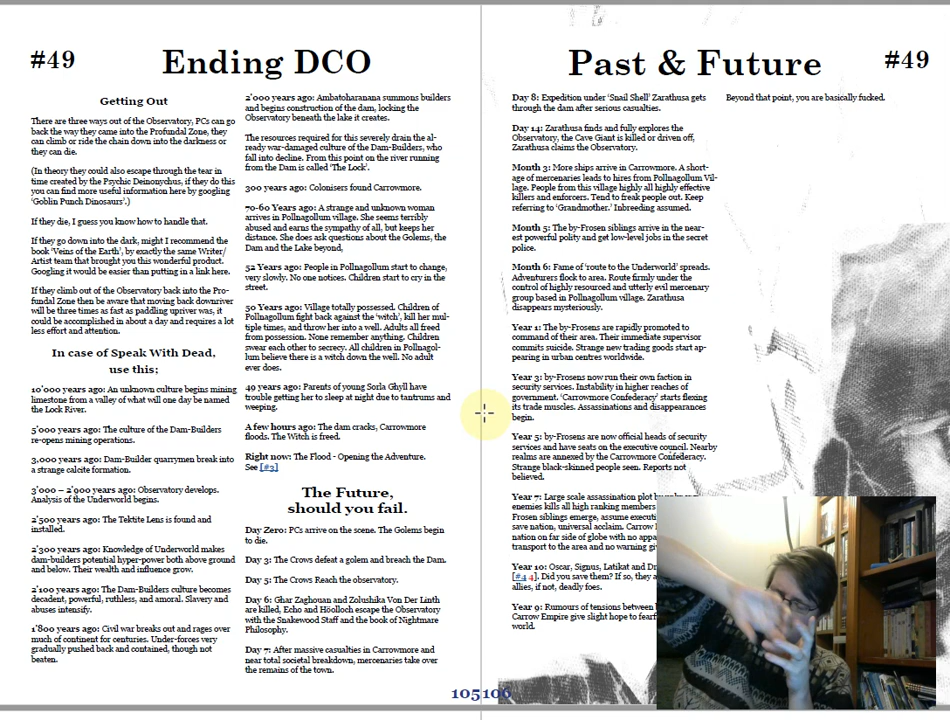 #49
Ending DCO
Getting Out
There are three ways out of the Observatory, PCs can go
back the way they came into the Profundal Zone, they
can climb or ride the chain down into the darkness or
they can die.
(In theory they could also escape through the tear in
time created by the Psychic Deinonychus, if they do this
you can find more useful information here by googling
‘Goblin Punch Dinosaurs’.)
If they die, I guess you know how to handle that.
If they go down into the dark, might I recommend the
book ‘Veins of the Earth’, by exactly the same Writer/
Artist team that brought you this wonderful product.
Googling it would be easier than putting in a link here.
If they climb out of the Observatory back into the Pro-
fundal Zone then be aware that moving back downriver
will be three times as fast as paddling upriver was, it
could be accomplished in about a day and requires a lot
less effort and attention.
In case of Speak With Dead,
use this;
10’000 years ago: An unknown culture begins mining
limestone from a valley of what will one day be named
the Lock River.
5’000 years ago: The culture of the Dam-Builders
re-opens mining operations.
3,000 years ago: Dam-Builder quarrymen break into
a strange calcite formation.
3’000 – 2’900 years ago: Observatory develops.
Analysis of the Underworld begins.
2’500 years ago: The Tektite Lens is found and
installed.
2’300 years ago: Knowledge of Underworld makes
dam-builders potential hyper-power both above ground
and below. Their wealth and influence grow.
2’100 years ago: The Dam-Builders culture becomes
decadent, powerful, ruthless, and amoral. Slavery and
abuses intensify.
1’800 years ago: Civil war breaks out and rages over
much of continent for centuries. Under-forces very
gradually pushed back and contained, though not
beaten.
2’000 years ago: Ambatoharanana summons builders
and begins construction of the dam, locking the
Observatory beneath the lake it creates.
The resources required for this severely drain the al-
ready war-damaged culture of the Dam-Builders, who
fall into decline. From this point on the river running
from the Dam is called ‘The Lock’.
300 years ago: Colonisers found Carrowmore.
70-60 Years ago: A strange and unknown woman
arrives in Pollnagollum village. She seems terribly
abused and earns the sympathy of all, but keeps her
distance. She does ask questions about the Golems, the
Dam and the Lake beyond,
52 Years ago: People in Pollnagollum start to change,
very slowly. No one notices. Children start to cry in the
street.
50 Years ago: Village totally possessed. Children of
Pollnagollum fight back against the ‘witch’, kill her mul-
tiple times, and throw her into a well. Adults all freed
from possession. None remember anything. Children
swear each other to secrecy. All children in Pollnagol-
lum believe there is a witch down the well. No adult
ever does.
49 years ago: Parents of young Sorla Ghyll have
trouble getting her to sleep at night due to tantrums and
weeping.
A few hours ago: The dam cracks, Carrowmore
floods. The Witch is freed.
Right now: The Flood - Opening the Adventure.
See [#3]
The Future,
should you fail.
Day Zero: PCs arrive on the scene. The Golems begin
to die.
Day 3: The Crows defeat a golem and breach the Dam.
Day 5: The Crows Reach the observatory.
Day 6: Ghar Zaghouan and Zolushika Von Der Linth
are killed, Echo and Höolloch escape the Observatory
with the Snakewood Staff and the book of Nightmare
Philosophy.
Day 7: After massive casualties in Carrowmore and
near total societal breakdown, mercenaries take over
the remains of the town.
105106
Past & Future
#49
Day 8: Expedition under ‘Snail Shell’ Zarathusa gets
through the dam after serious casualties.
Day 14: Zarathusa finds and fully explores the
Observatory, the Cave Giant is killed or driven off,
Zarathusa claims the Observatory.
Month 3: More ships arrive in Carrowmore. A short-
age of mercenaries leads to hires from Pollnagollum Vil-
lage. People from this village highly all highly effective
killers and enforcers. Tend to freak people out. Keep
referring to ‘Grandmother.’ Inbreeding assumed.
Month 5: The by-Frosen siblings arrive in the near-
est powerful polity and get low-level jobs in the secret
police.
Month 6: Fame of ‘route to the Underworld’ spreads.
Adventurers flock to area. Route firmly under the
control of highly resourced and utterly evil mercenary
group based in Pollnagollum village. Zarathusa
disappears mysteriously.
Year 1: The by-Frosens are rapidly promoted to
command of their area. Their immediate supervisor
commits suicide. Strange new trading goods start ap-
pearing in urban centres worldwide.
Year 3: by-Frosens now run their own faction in
security services. Instability in higher reaches of
government. ‘Carrowmore Confederacy’ starts flexing
its trade muscles. Assassinations and disappearances
begin.
Year 5: by-Frosens are now official heads of security
services and have seats on the executive council. Nearby
realms are annexed by the Carrowmore Confederacy.
Strange black-skinned people seen. Reports not
believed.
Year 7: Large scale assassination plot
enemies kills all high ranking members
Frosen siblings emerge, assume
save nation, universal acclaim. Carrow
nation on far side of globe with no
transport to the area and no warning
Year 10: Oscar, Signus, Latikat and
[#4 4]. Did you save them? If so, they
allies, if not, deadly foes.
Year 9: Rumours of tensions between
Carrow Empire give slight hope to
world.
Beyond that point, you are basically fucked.